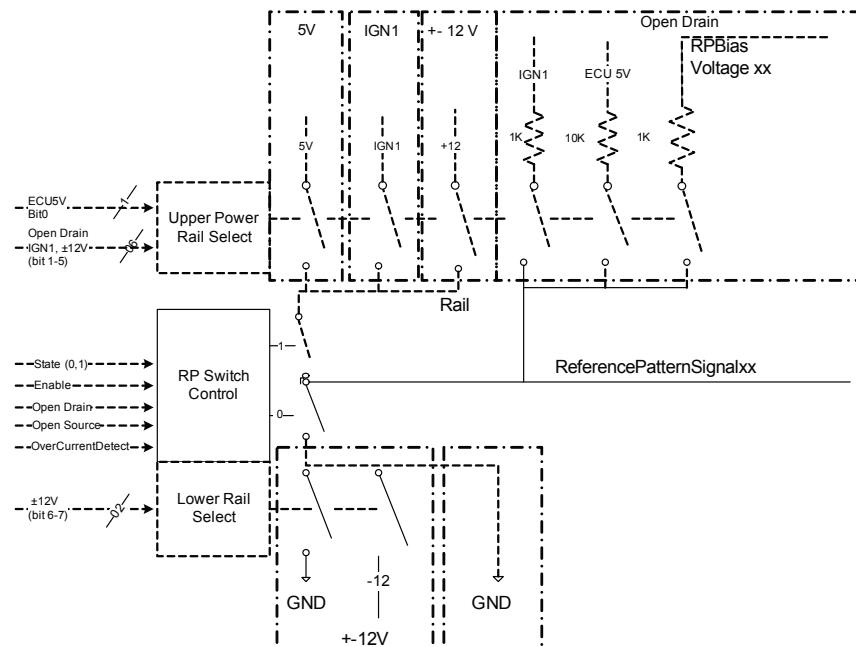 5V
IGN1
+- 12 V
Open Drain
RPBias
Voltage xx
IGN1
ECU 5V
1K
10K
1K
5V
IGN1
+12
ECU5V
Bit0
1
Upper Power
Rail Select
Open Drain
IGN1, ±12V
(bit 1-5)
06
Rail
1
ReferencePatternSignalxx
RP Switch
Control
State (0,1)
Enable
Open Drain
Open Source
OverCurrentDetect
0
±12V
(bit 6-7)
02
Lower Rail
Select
-12
GND
GND
+-12V